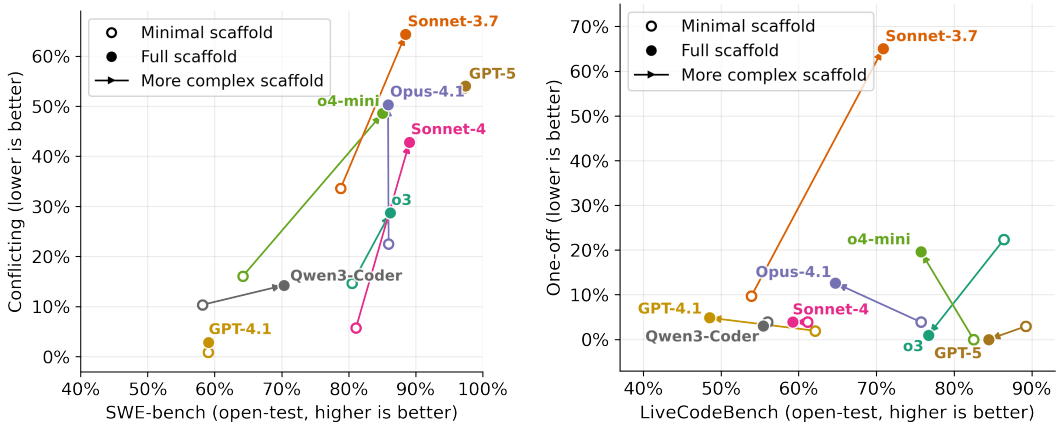 Minimal scaffold
Full scaffold
More complex scaffold
Sonnet-3.7
GPT-5
Opus-4.1
o4-mini
Sonnet-4
o3
Qwen3-Coder
GPT-4.1
60%
50%
40%
30%
20%
10%
0%
Conflicting (lower is better)
40% 50% 60% 70% 80% 90% 100%
SWE-bench (open-test, higher is better)
Minimal scaffold
Full scaffold
More complex scaffold
Sonnet-3.7
o4-mini
Opus-4.1
GPT-4.1
Sonnet-4
Qwen3-Coder
o3
GPT-5
70%
60%
50%
40%
30%
20%
10%
0%
One-off (lower is better)
40% 50% 60% 70% 80% 90%
LiveCodeBench (open-test, higher is better)